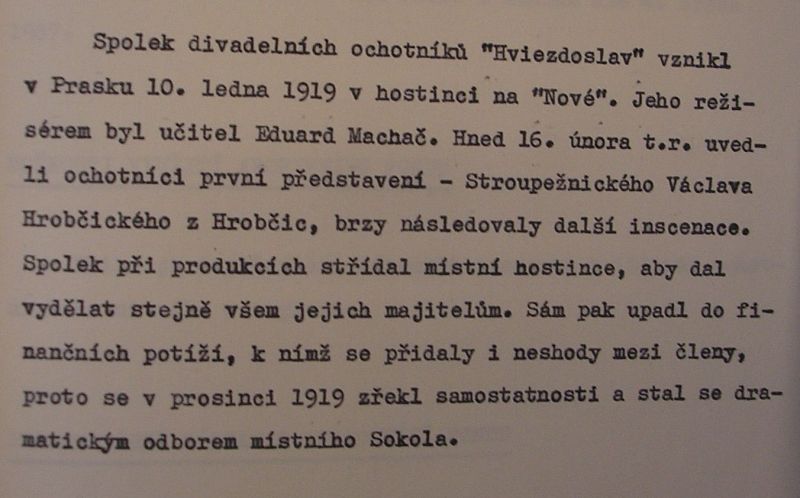 Spolek divadelních ochotníků "Hviezdoslav" vznikl
v Prasku 10. ledna 1919 v hostinci na "Nové". Jeho reži-
sérem byl učitel Eduard Machač. Hned 16. února t.r. uved-
li ochotníci první představení - Stroupežnického Václava
Hrobčického z Hrobčic, brzy následovaly další inscenace.
Spolek při produkcích střídal místní hostince, aby dal
vydělat stejně všem jejich majitelům. Sám pak upadl do fi-
nančních potíží, k nímž se přidaly i neshody mezi členy,
proto se v prosinci 1919 zřekl samostatnosti a stal se dra-
matickým odborem místního Sokola.